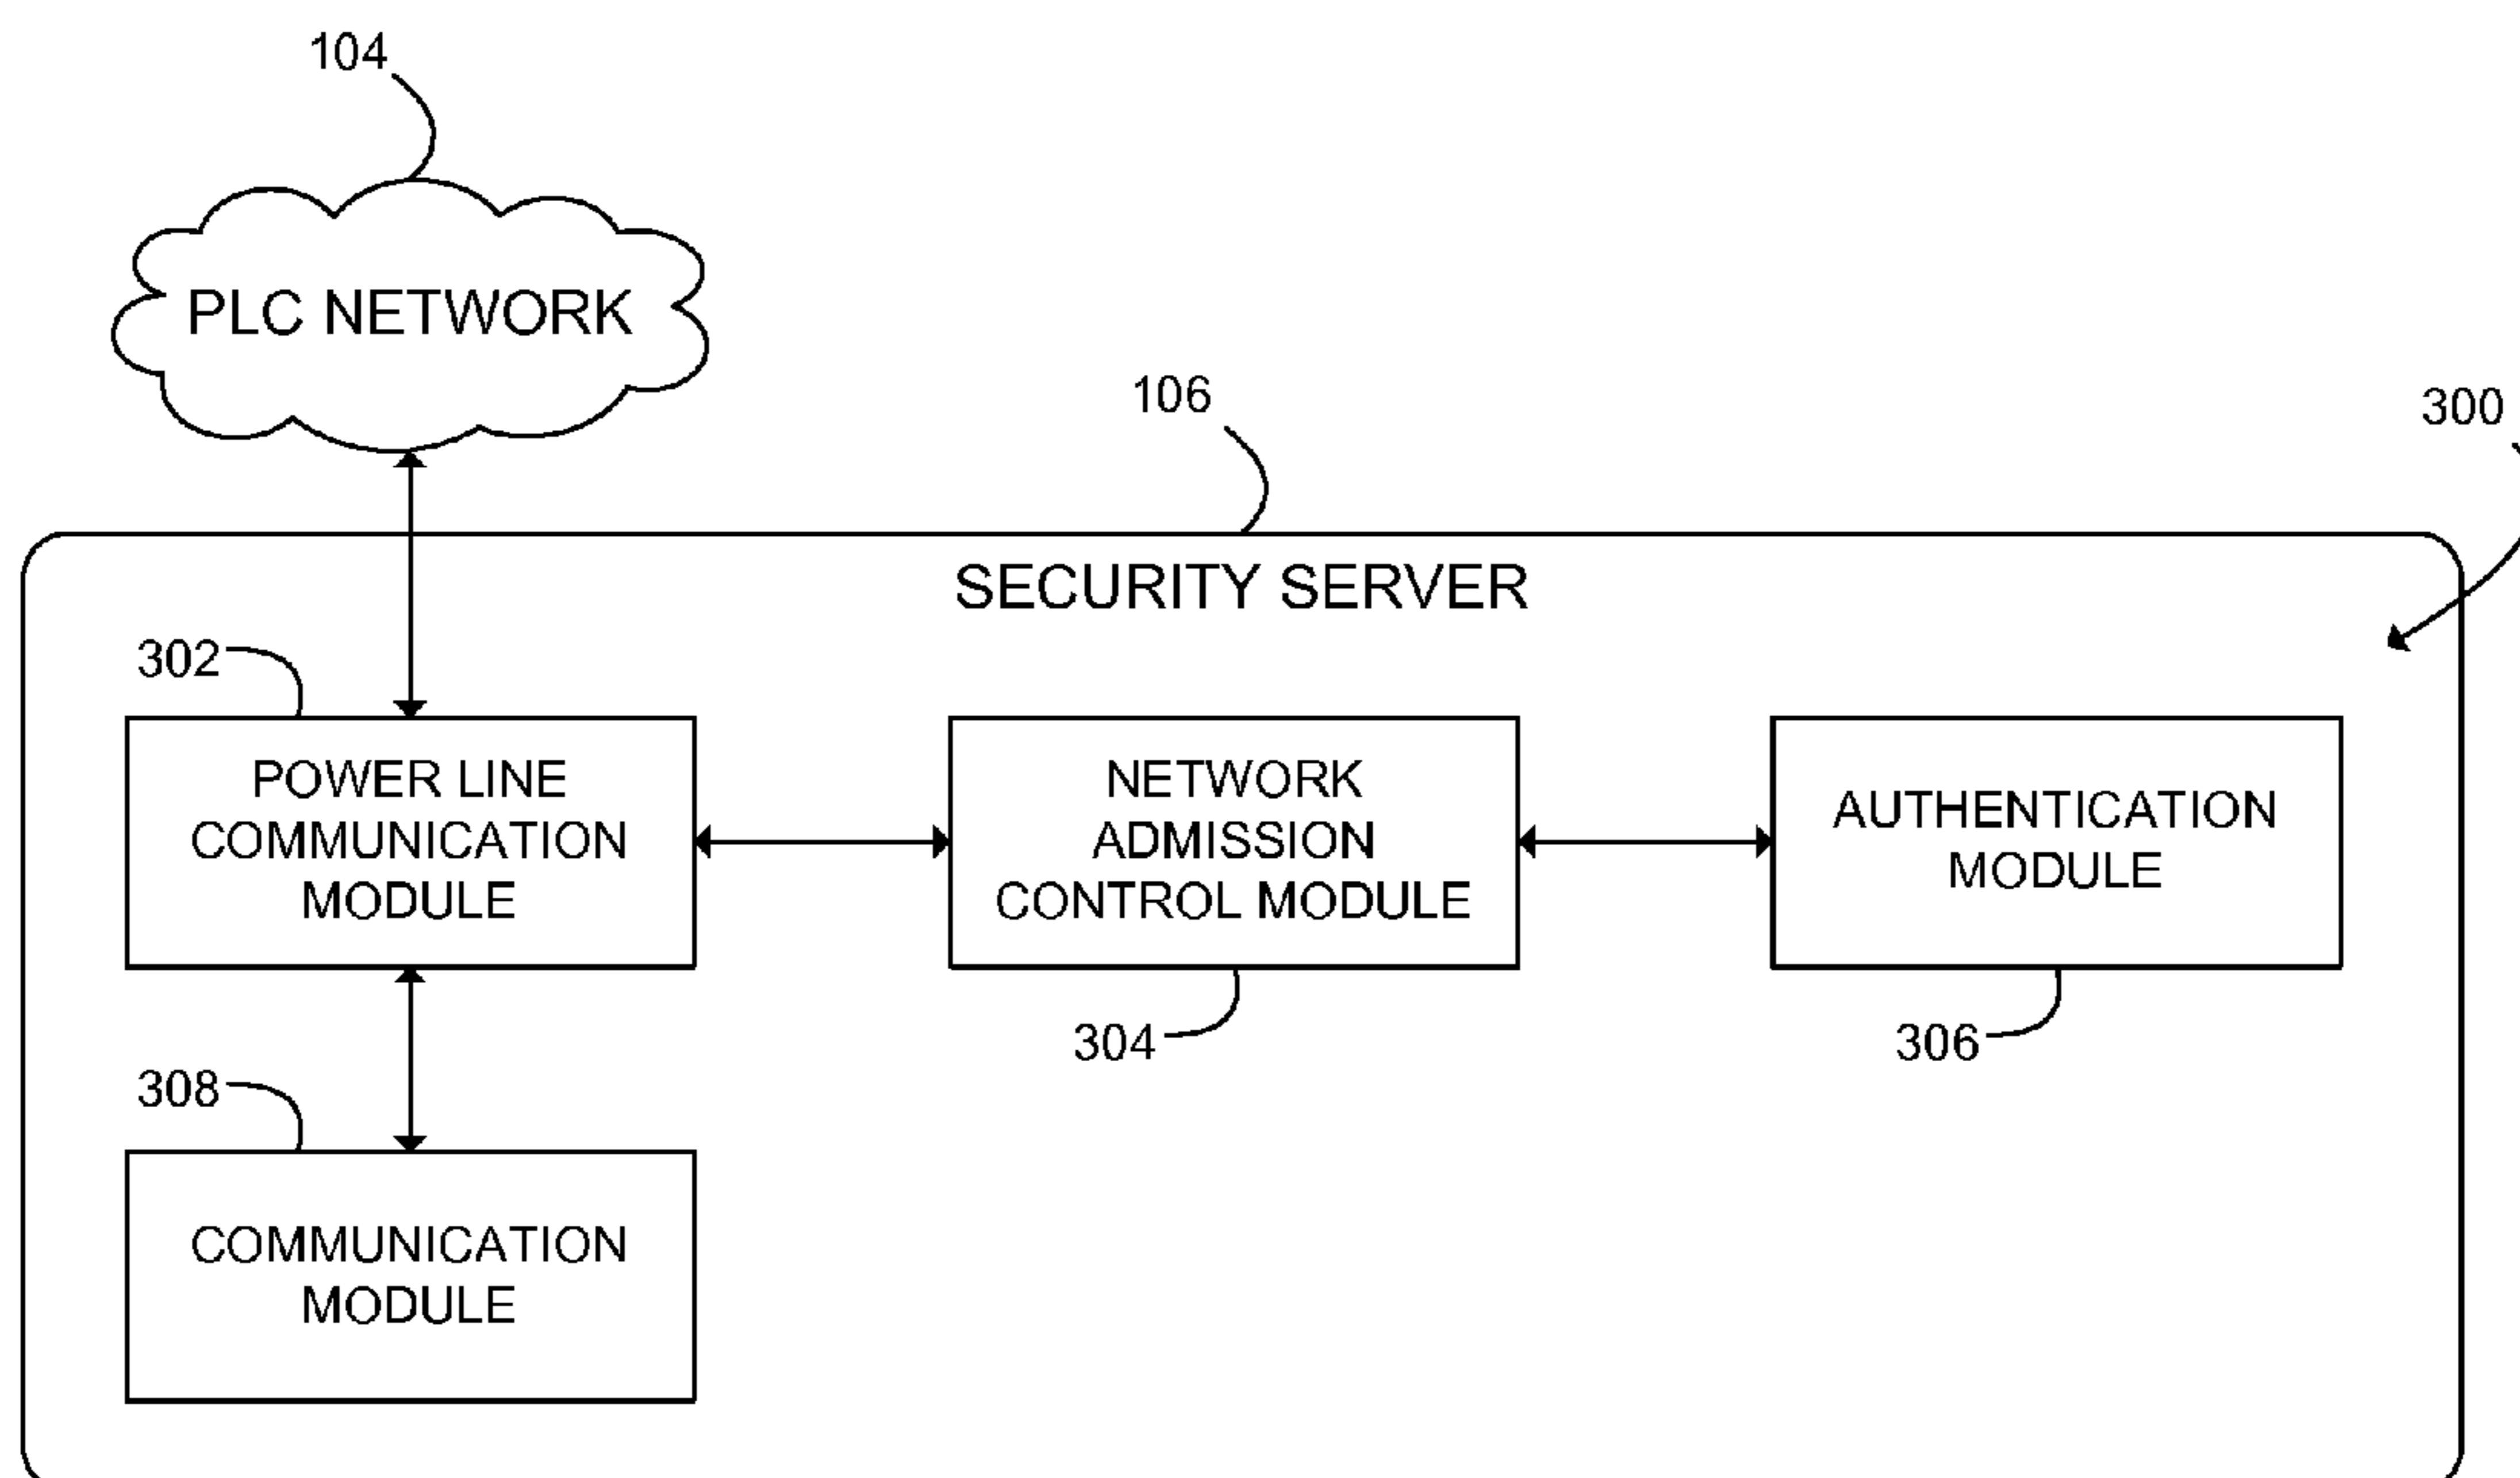 104
PLC NETWORK
106
300
SECURITY SERVER
302
POWER LINE
COMMUNICATION
MODULE
NETWORK
ADMISSION
CONTROL MODULE
AUTHENTICATION
MODULE
304
306
308
COMMUNICATION
MODULE